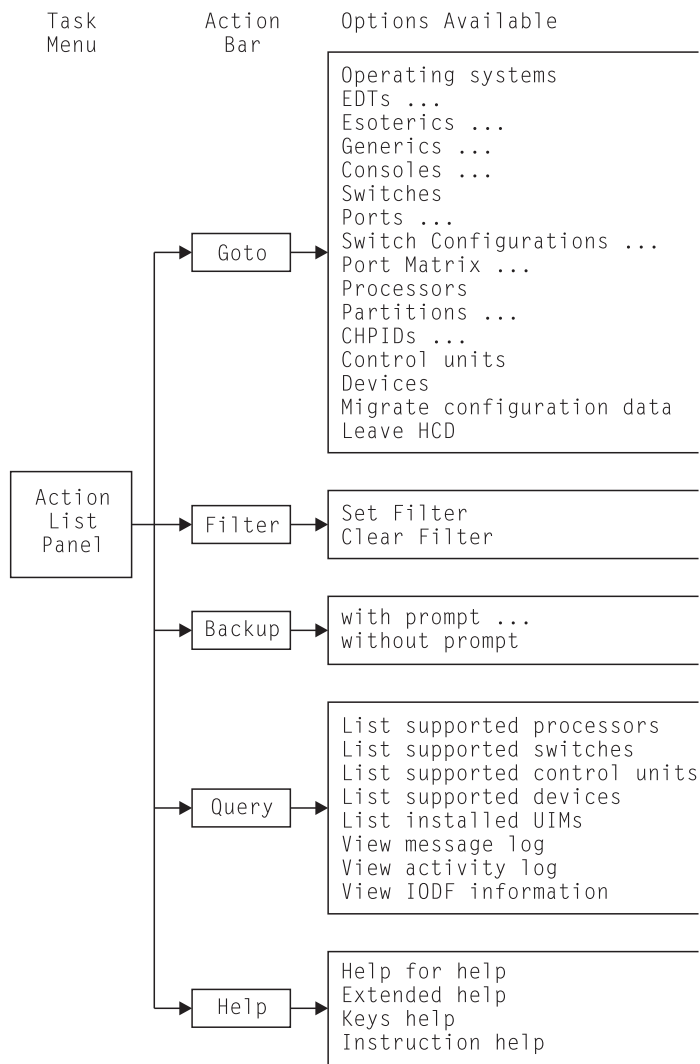 Task Menu
Action Bar
Options Available
Goto
Operating systems
EDTs ...
Esoterics ...
Generics ...
Consoles ...
Switches
Ports ...
Switch Configurations ...
Port Matrix ...
Processors
Partitions ...
CHPIDs ...
Control units
Devices
Migrate configuration data
Leave HCD
Action
List
Panel
Filter
Set Filter
Clear Filter
Backup
with prompt ...
without prompt
Query
List supported processors
List supported switches
List supported control units
List supported devices
List installed UIMs
View message log
View activity log
View IODF information
Help
Help for help
Extended help
Keys help
Instruction help